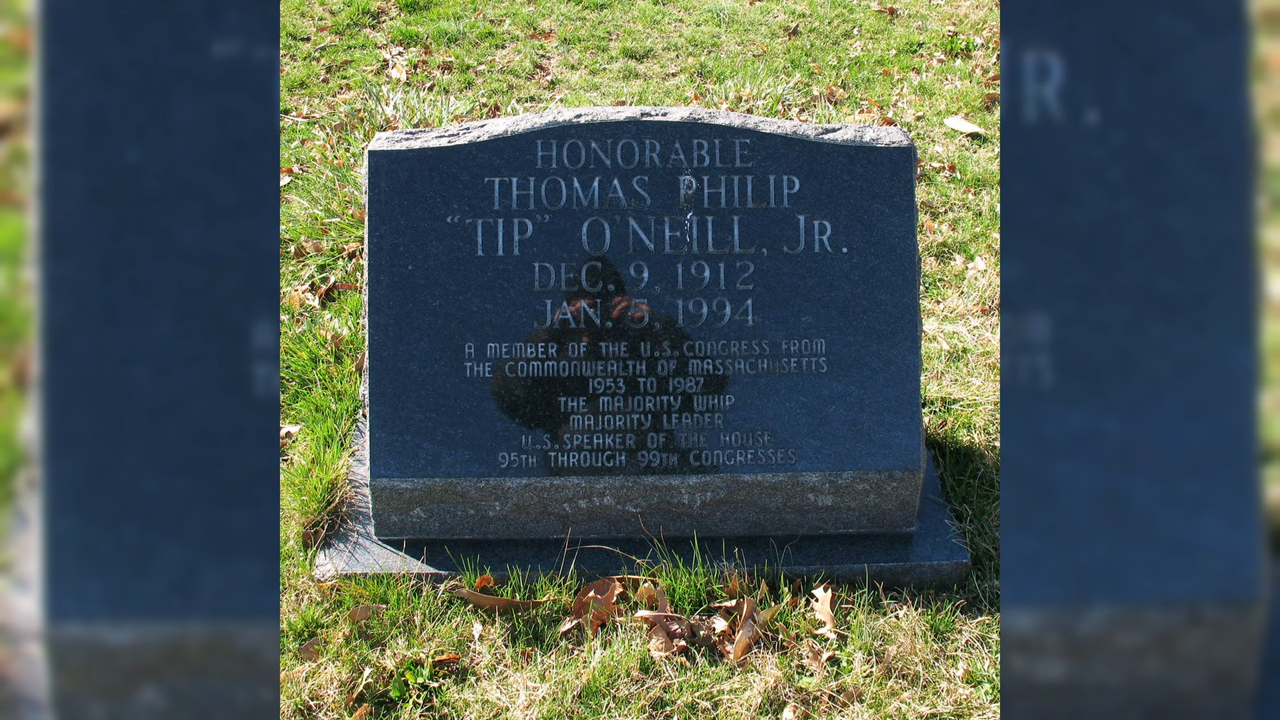 HONORABLE
THOMAS PHILIP
"TIP" O'NEILL, JR.
DEC. 9, 1912
JAN. 5, 1994
A MEMBER OF THE U.S. CONGRESS FROM
THE COMMONWEALTH OF MASSACHUSETTS
1953 TO 1987
THE MAJORITY WHIP
MAJORITY LEADER
U.S. SPEAKER OF THE HOUSE
95TH THROUGH 99TH CONGRESSES